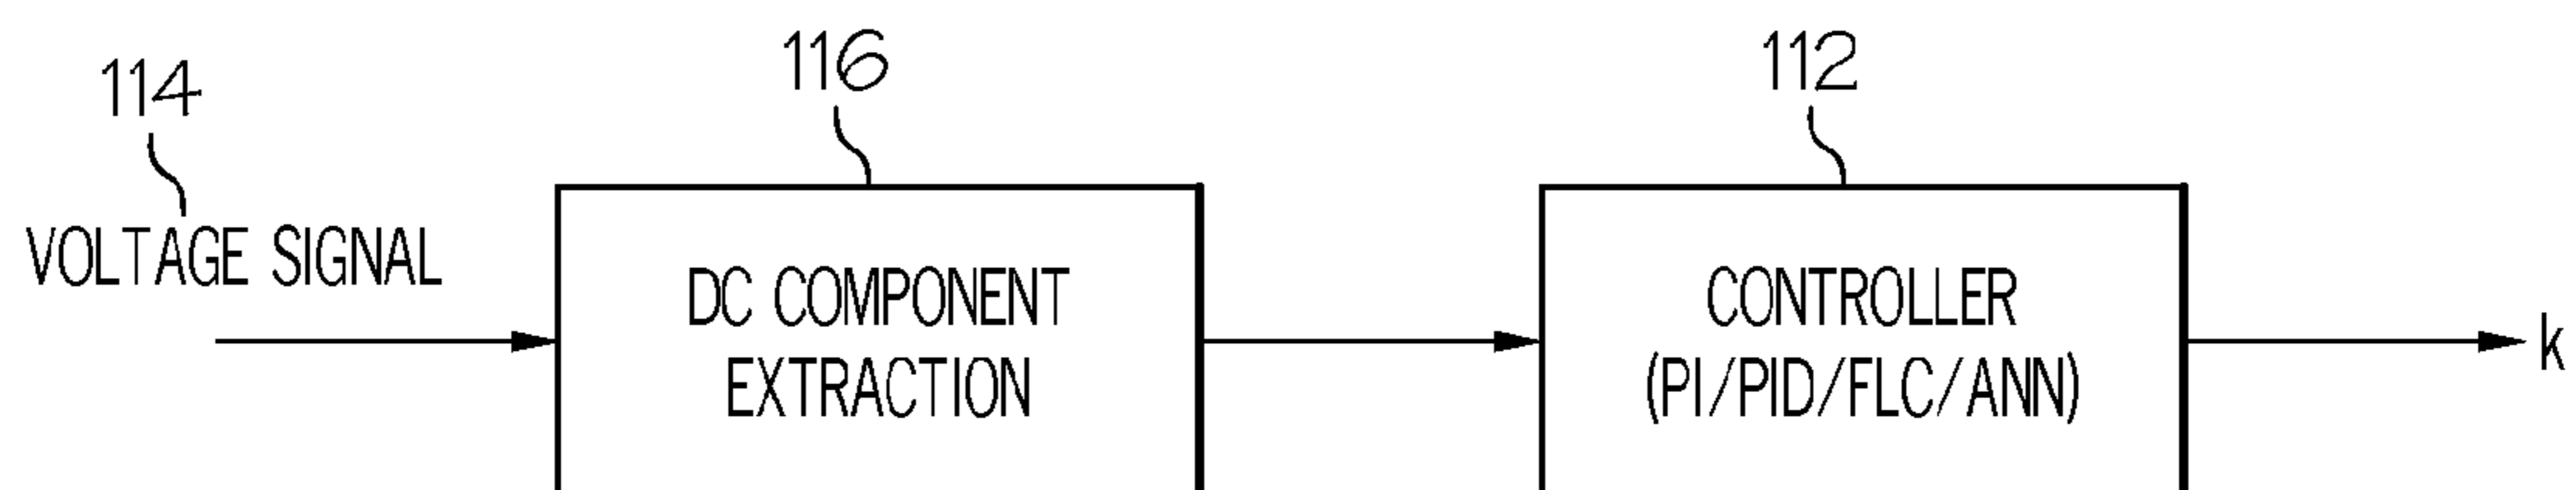 114
116
112
VOLTAGE SIGNAL
DC COMPONENT
EXTRACTION
CONTROLLER
(PI/PID/FLC/ANN)
k